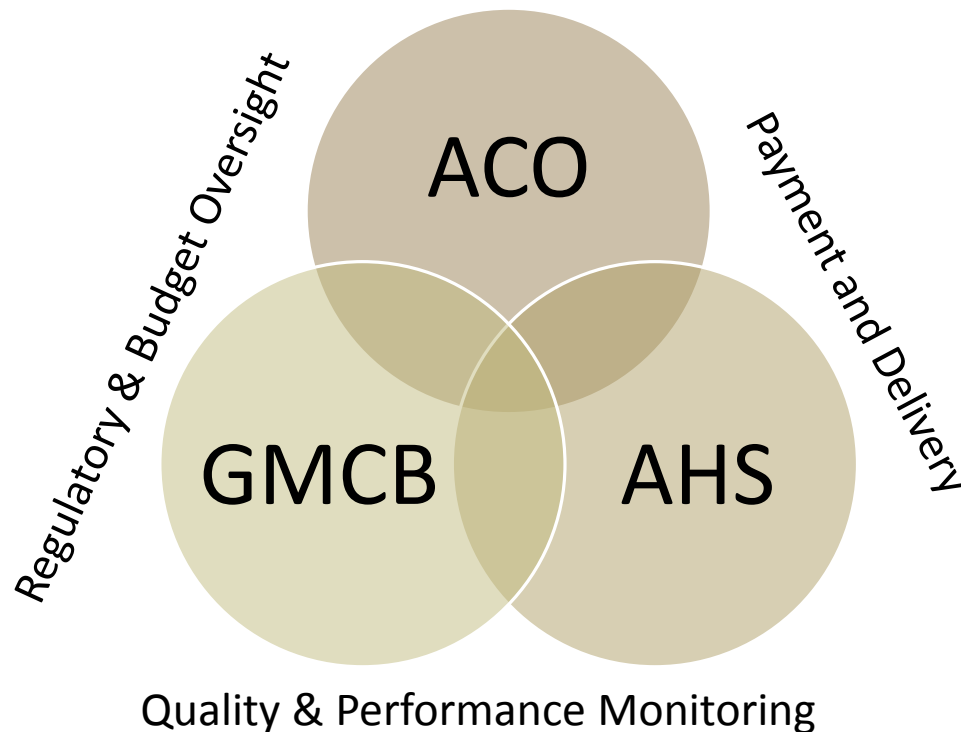 ACO
Regulatory & Budget Oversight
Payment and Delivery
GMCB
AHS
Quality & Performance Monitoring